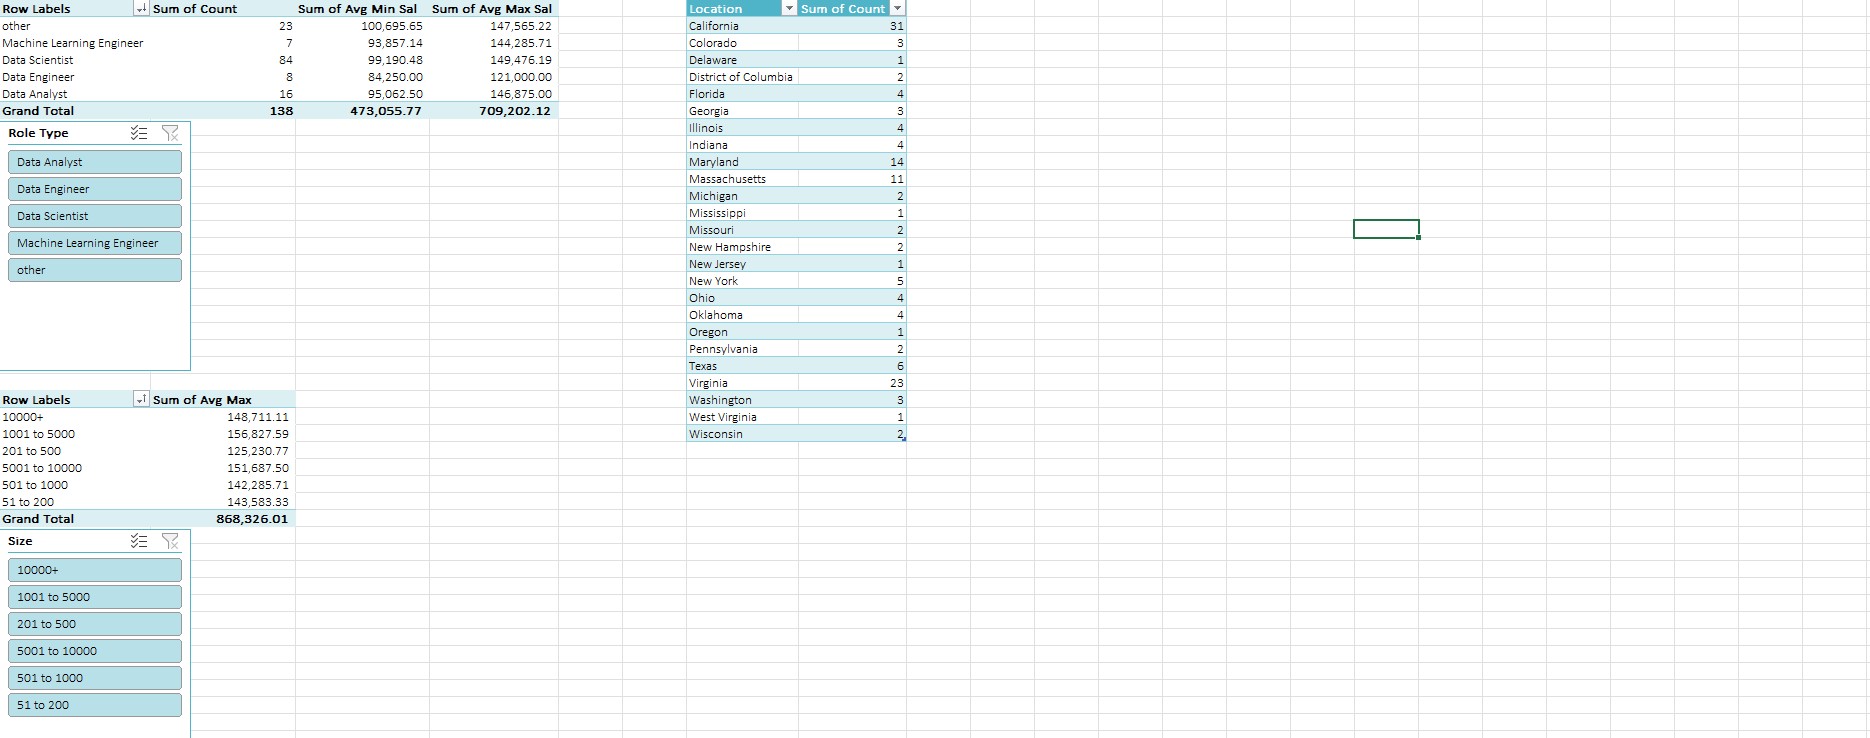 Row Labels Sum of Count Sum of Avg Min Sal Sum of Avg Max Sal
other 23 100,695.65 147,565.22
Machine Learning Engineer 7 93,857.14 144,285.71
Data Scientist 84 99,190.48 149,476.19
Data Engineer 8 84,250.00 121,000.00
Data Analyst 16 95,062.50 146,875.00
Grand Total 138 473,055.77 709,202.12
Role Type
Data Analyst
Data Engineer
Data Scientist
Machine Learning Engineer
other
Row Labels Sum of Avg Max
10000+ 148,711.11
1001 to 5000 156,827.59
201 to 500 125,230.77
5001 to 10000 151,687.50
501 to 1000 142,285.71
51 to 200 143,583.33
Grand Total 868,326.01
Size
10000+
1001 to 5000
201 to 500
5001 to 10000
501 to 1000
51 to 200
Location Sum of Count
California 31
Colorado 3
Delaware 1
District of Columbia 2
Florida 4
Georgia 3
Illinois 4
Indiana 4
Maryland 14
Massachusetts 11
Michigan 2
Mississippi 1
Missouri 2
New Hampshire 2
New Jersey 1
New York 5
Ohio 4
Oklahoma 4
Oregon 1
Pennsylvania 2
Texas 6
Virginia 23
Washington 3
West Virginia 1
Wisconsin 2